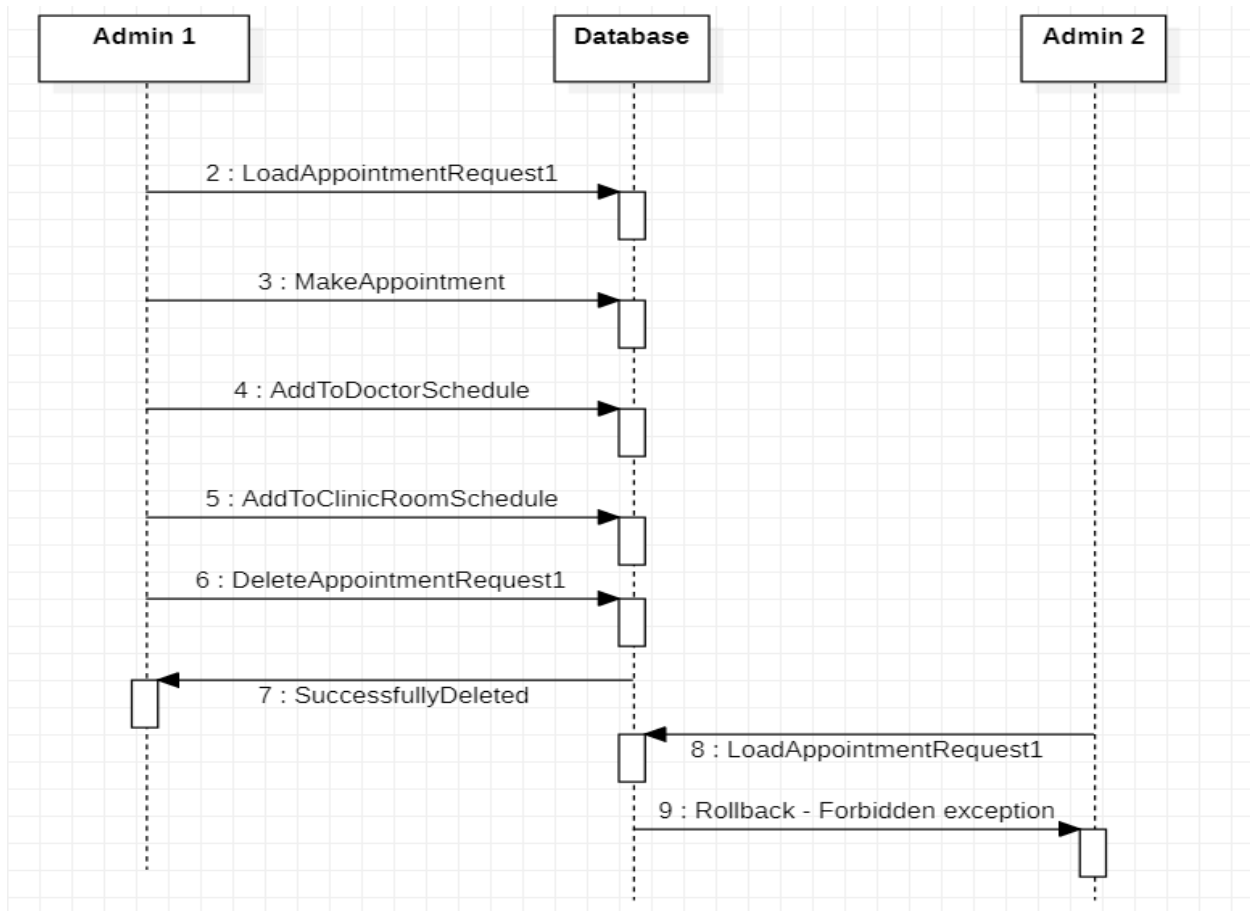 Admin 1
Database
Admin 2
2 : LoadAppointmentRequest1
3 : MakeAppointment
4 : AddToDoctorSchedule
5 : AddToClinicRoomSchedule
6 : DeleteAppointmentRequest1
7 : SuccessfullyDeleted
8 : LoadAppointmentRequest1
9 : Rollback - Forbidden exception